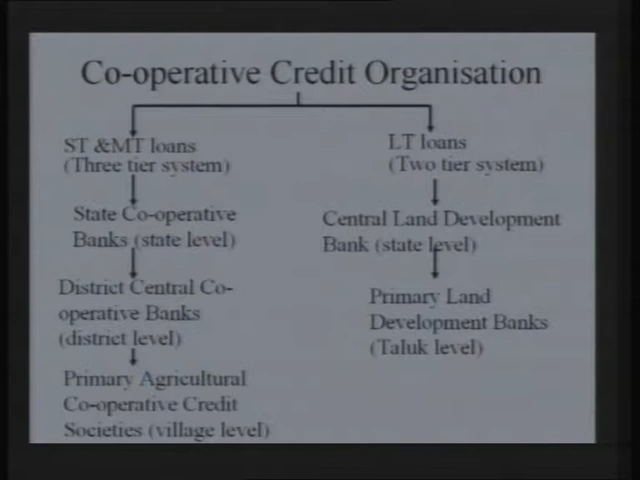 Co-operative Credit Organisation
ST &MT loans
(Three tier system)
State Co-operative
Banks (state level)
District Central Co-
operative Banks
(district level)
Primary Agricultural
Co-operative Credit
Societies (village level)
LT loans
(Two tier system)
Central Land Development
Bank (state level)
Primary Land
Development Banks
(Taluk level)